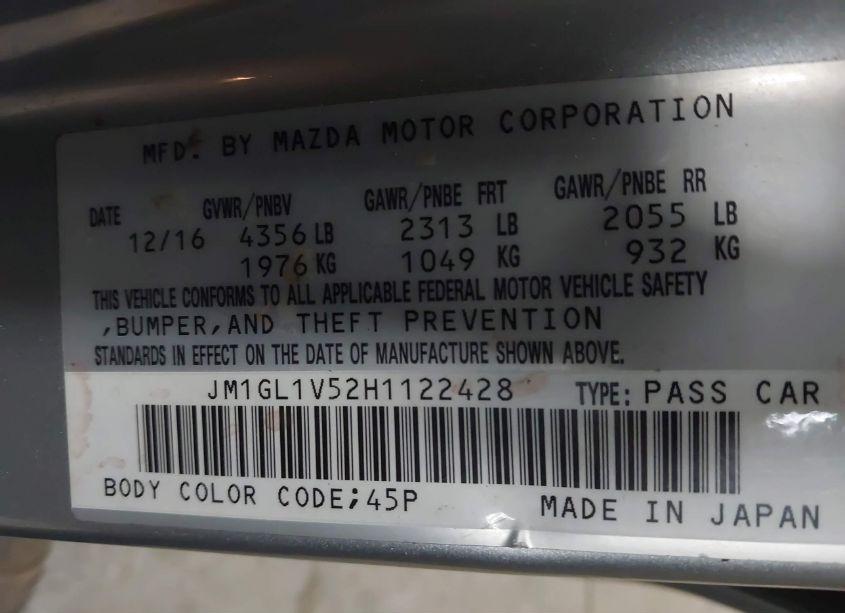 MFD. BY MAZDA MOTOR CORPORATION
DATE GVWR/PNBV GAWR/PNBE FRT GAWR/PNBE RR
12/16 4356 LB 2313 LB 2055 LB
1976 KG 1049 KG 932 KG
THIS VEHICLE CONFORMS TO ALL APPLICABLE FEDERAL MOTOR VEHICLE SAFETY
,BUMPER,AND THEFT PREVENTION
STANDARDS IN EFFECT ON THE DATE OF MANUFACTURE SHOWN ABOVE.
JM1GL1V52H1122428 TYPE: PASS CAR
BODY COLOR CODE;45P MADE IN JAPAN